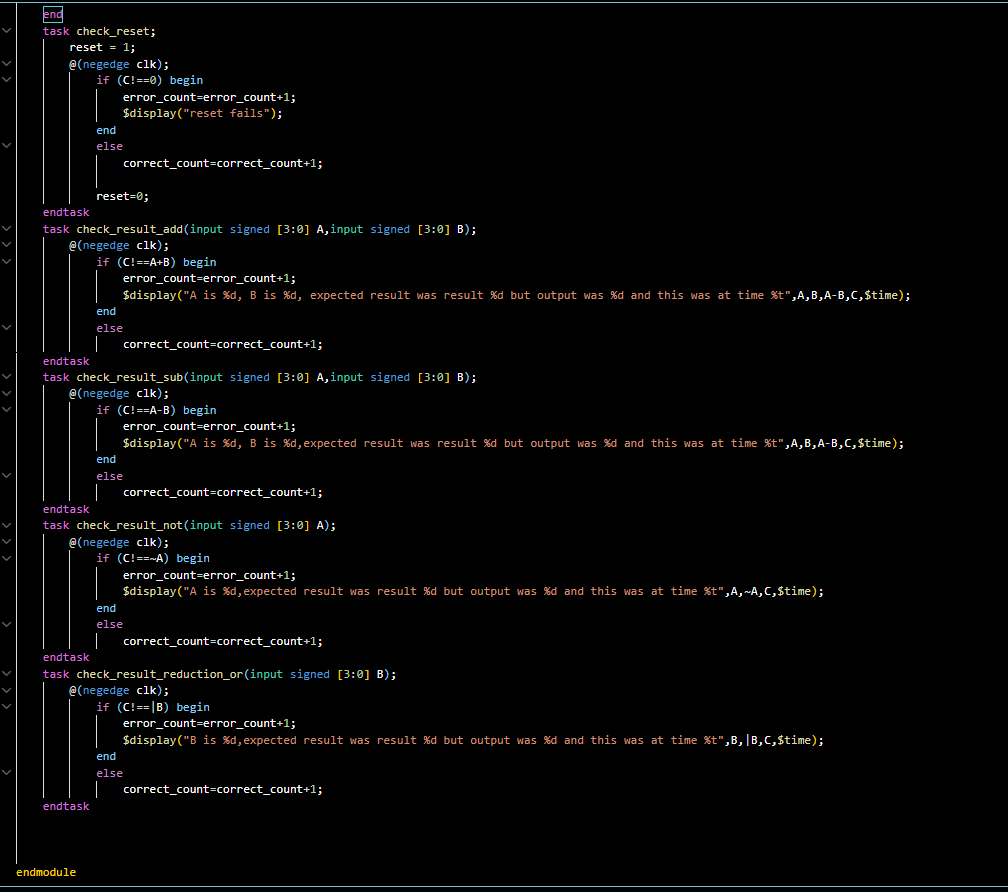 end
task check_reset;
reset = 1;
@(negedge clk);
if (C!==0) begin
error_count=error_count+1;
$display("reset fails");
end
else
correct_count=correct_count+1;
reset=0;
endtask
task check_result_add(input signed [3:0] A,input signed [3:0] B);
@(negedge clk);
if (C!==A+B) begin
error_count=error_count+1;
$display("A is %d, B is %d, expected result was result %d but output was %d and this was at time %t",A,B,A-B,C,$time);
end
else
correct_count=correct_count+1;
endtask
task check_result_sub(input signed [3:0] A,input signed [3:0] B);
@(negedge clk);
if (C!==A-B) begin
error_count=error_count+1;
$display("A is %d, B is %d,expected result was result %d but output was %d and this was at time %t",A,B,A-B,C,$time);
end
else
correct_count=correct_count+1;
endtask
task check_result_not(input signed [3:0] A);
@(negedge clk);
if (C!==~A) begin
error_count=error_count+1;
$display("A is %d,expected result was result %d but output was %d and this was at time %t",A,~A,C,$time);
end
else
correct_count=correct_count+1;
endtask
task check_result_reduction_or(input signed [3:0] B);
@(negedge clk);
if (C!==|B) begin
error_count=error_count+1;
$display("B is %d,expected result was result %d but output was %d and this was at time %t",B,|B,C,$time);
end
else
correct_count=correct_count+1;
endtask
endmodule